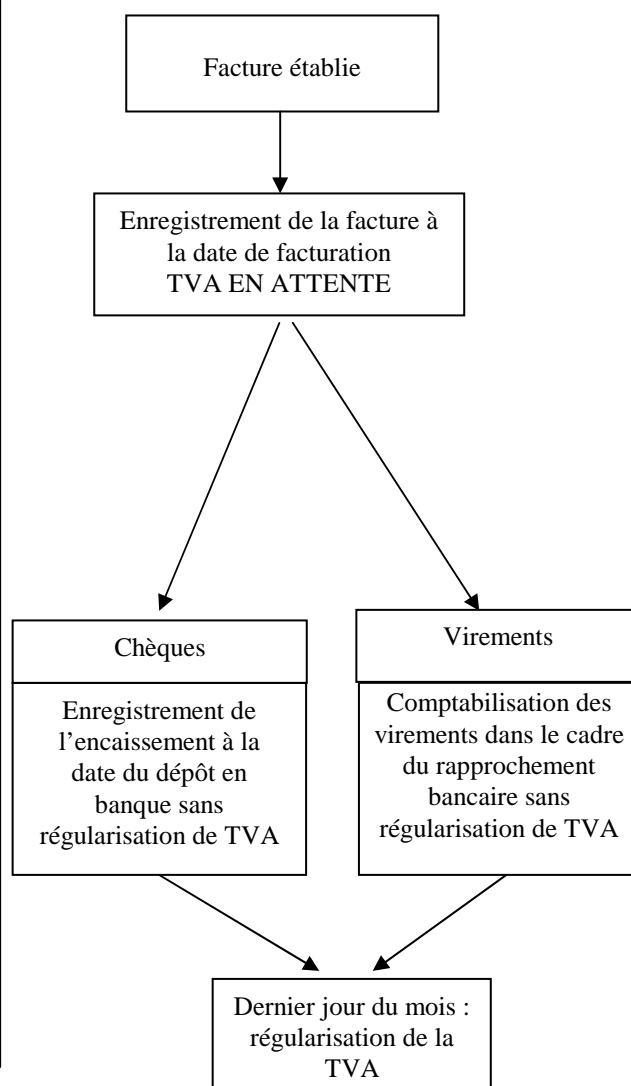 Facture établie
Enregistrement de la facture à
la date de facturation
TVA EN ATTENTE
Chèques
Enregistrement de
l’encaissement à la
date du dépôt en
banque sans
régularisation de TVA
Virements
Comptabilisation des
virements dans le cadre
du rapprochement
bancaire sans
régularisation de TVA
Dernier jour du mois :
régularisation de la
TVA